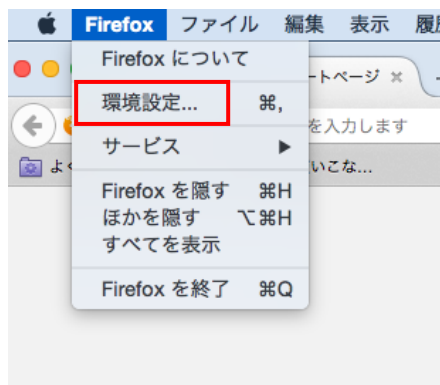 Firefox ファイル 編集 表示
Firefox について
ートページ ×
環境設定... ⌘,
を入力します
サービス ▶
よく
いこな...
Firefox を隠す ⌘H
ほかを隠す ⌥⌘H
すべてを表示
Firefox を終了 ⌘Q